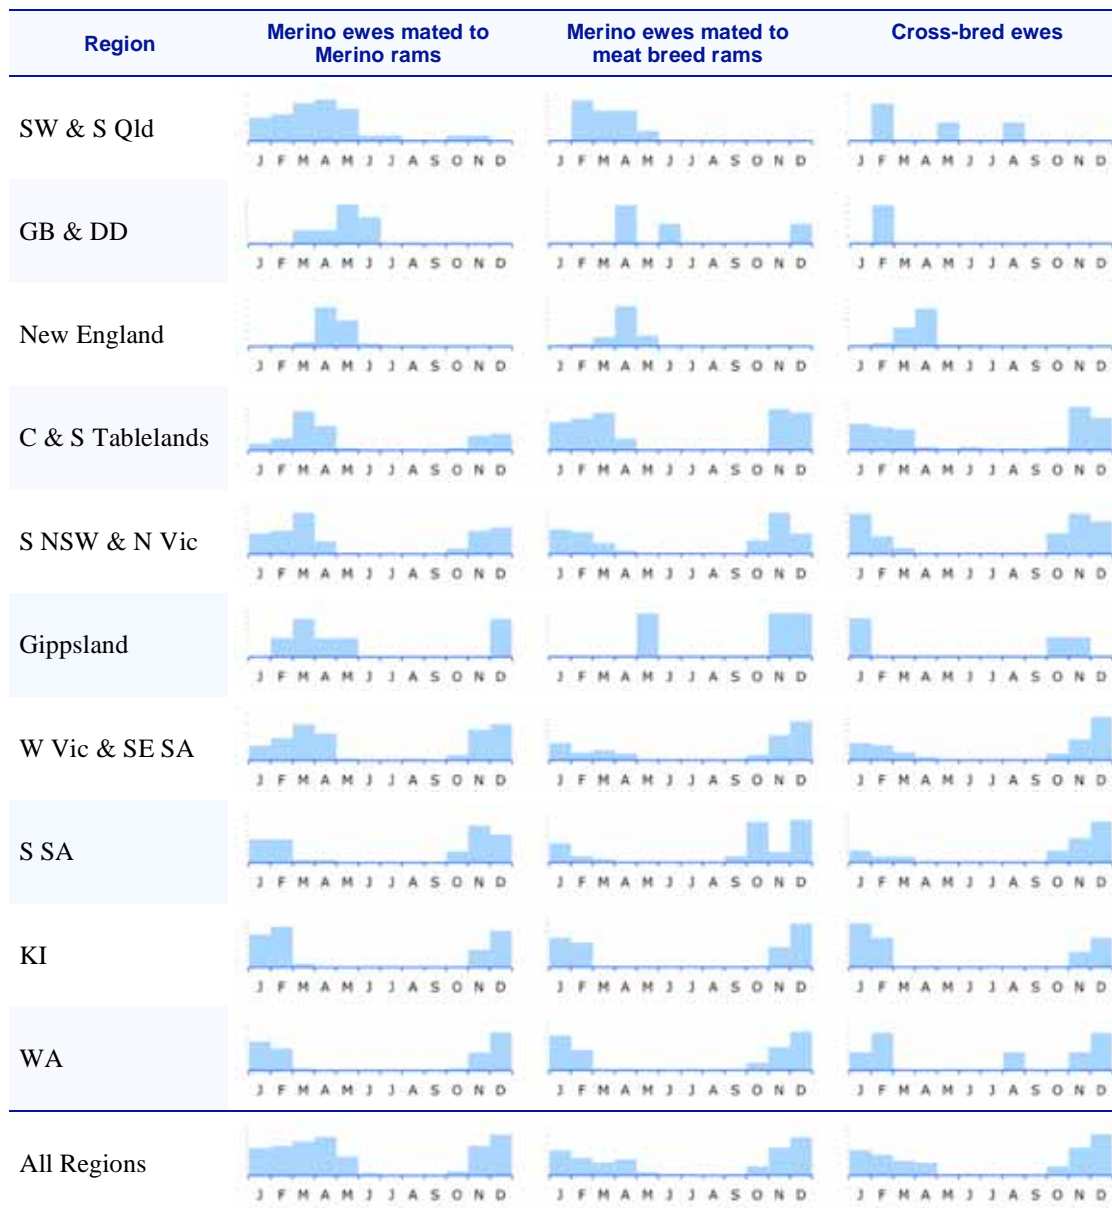 Region
Merino ewes mated to
Merino rams
Merino ewes mated to
meat breed rams
Cross-bred ewes
SW & S Qld
J F M A M J J A S O N D J F M A M J J A S O N D J F M A M J J A S O N D
GB & DD
J F M A M J J A S O N D J F M A M J J A S O N D J F M A M J J A S O N D
New England
J F M A M J J A S O N D J F M A M J J A S O N D J F M A M J J A S O N D
C & S Tablelands
J F M A M J J A S O N D J F M A M J J A S O N D J F M A M J J A S O N D
S NSW & N Vic
J F M A M J J A S O N D J F M A M J J A S O N D J F M A M J J A S O N D
Gippsland
J F M A M J J A S O N D J F M A M J J A S O N D J F M A M J J A S O N D
W Vic & SE SA
J F M A M J J A S O N D J F M A M J J A S O N D J F M A M J J A S O N D
S SA
J F M A M J J A S O N D J F M A M J J A S O N D J F M A M J J A S O N D
KI
J F M A M J J A S O N D J F M A M J J A S O N D J F M A M J J A S O N D
WA
J F M A M J J A S O N D J F M A M J J A S O N D J F M A M J J A S O N D
All Regions
J F M A M J J A S O N D J F M A M J J A S O N D J F M A M J J A S O N D